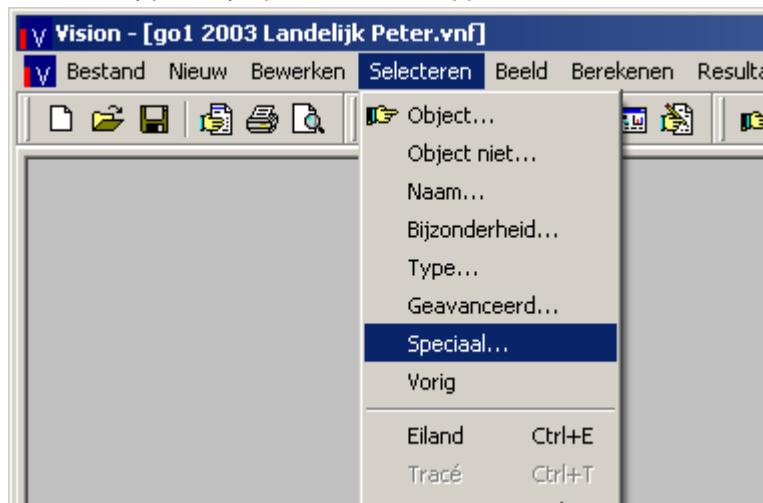 Vision - [go1 2003 Landelijk Peter.vnf]
Bestand Nieuw Bewerken Selecteren Beeld Berekenen
Object...
Object niet...
Naam...
Bijzonderheid...
Type...
Geavanceerd...
Speciaal...
Vorig
Eiland Ctrl+E
Tracé Ctrl+T